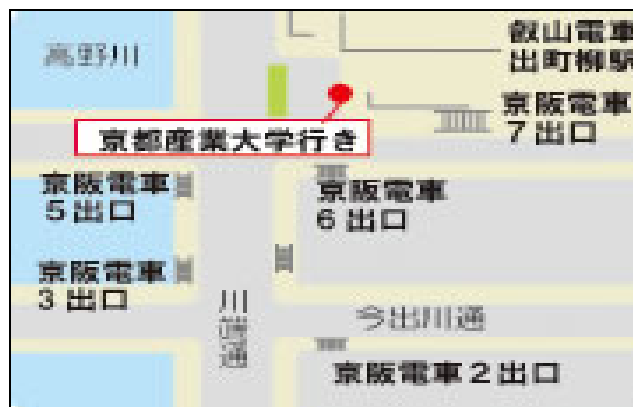 高野川
叡山電車
出町柳駅
京阪電車
7出口
京都産業大学行き
京阪電車
5出口
京阪電車
6出口
京阪電車
3出口
川端通
今出川通
京阪電車2出口